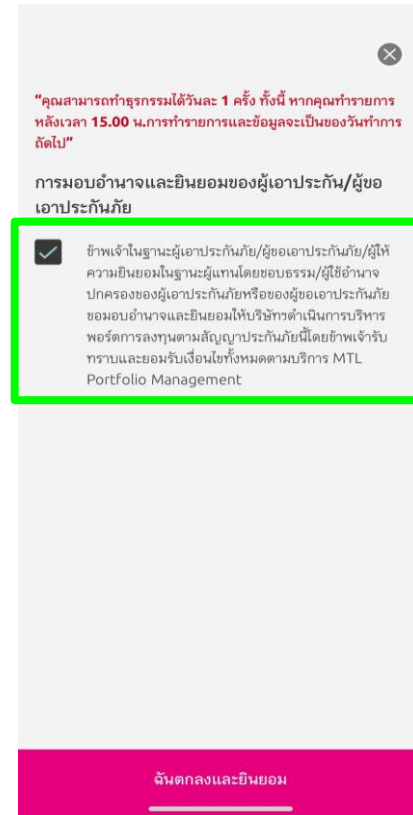 “คุณสามารถทำธุรกรรมได้วันละ 1 ครั้ง ทั้งนี้ หากคุณทำรายการ
หลังเวลา 15.00 น.การทำรายการและข้อมูลจะเป็นของวันทำการ
ถัดไป”
การมอบอำนาจและยินยอมของผู้เอาประกัน/ผู้ขอ
เอาประกันภัย
ข้าพเจ้าในฐานะผู้เอาประกันภัย/ผู้ขอเอาประกันภัย/ผู้ให้
ความยินยอมในฐานะผู้แทนโดยชอบธรรม/ผู้ใช้อำนาจ
ปกครองของผู้เอาประกันภัยหรือของผู้ขอเอาประกันภัย
ขอมอบอำนาจและยินยอมให้บริษัทฯดำเนินการบริหาร
พอร์ตการลงทุนตามสัญญาประกันภัยนี้โดยข้าพเจ้ารับ
ทราบและยอมรับเงื่อนไขทั้งหมดตามบริการ MTL
Portfolio Management
ฉันตกลงและยินยอม